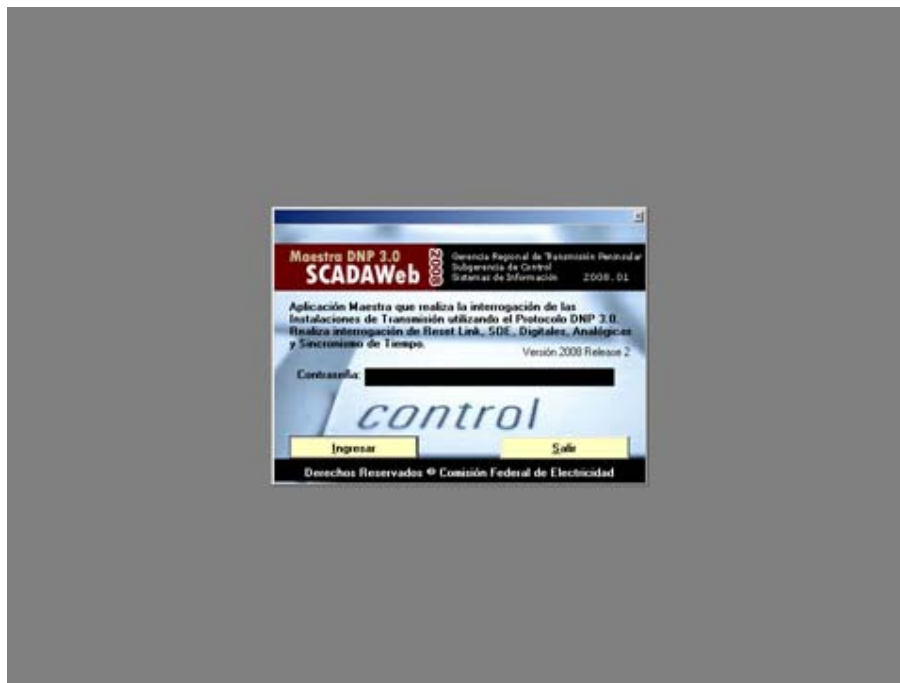 Maestra DNP 3.0
SCADAWeb
2008
Gerencia Regional de Transmisión Peninsular
Subgerencia de Control
Sistemas de Información 2008.01
Aplicación Maestra que realiza la interrogación de las
Instalaciones de Transmisión utilizando el Protocolo DNP 3.0.
Realiza interrogación de Reset Link, SOE, Digitales, Analógicas
y Sincronismo de Tiempo.
Versión 2008 Release 2
Contraseña:
control
Ingresar
Salir
Derechos Reservados © Comisión Federal de Electricidad